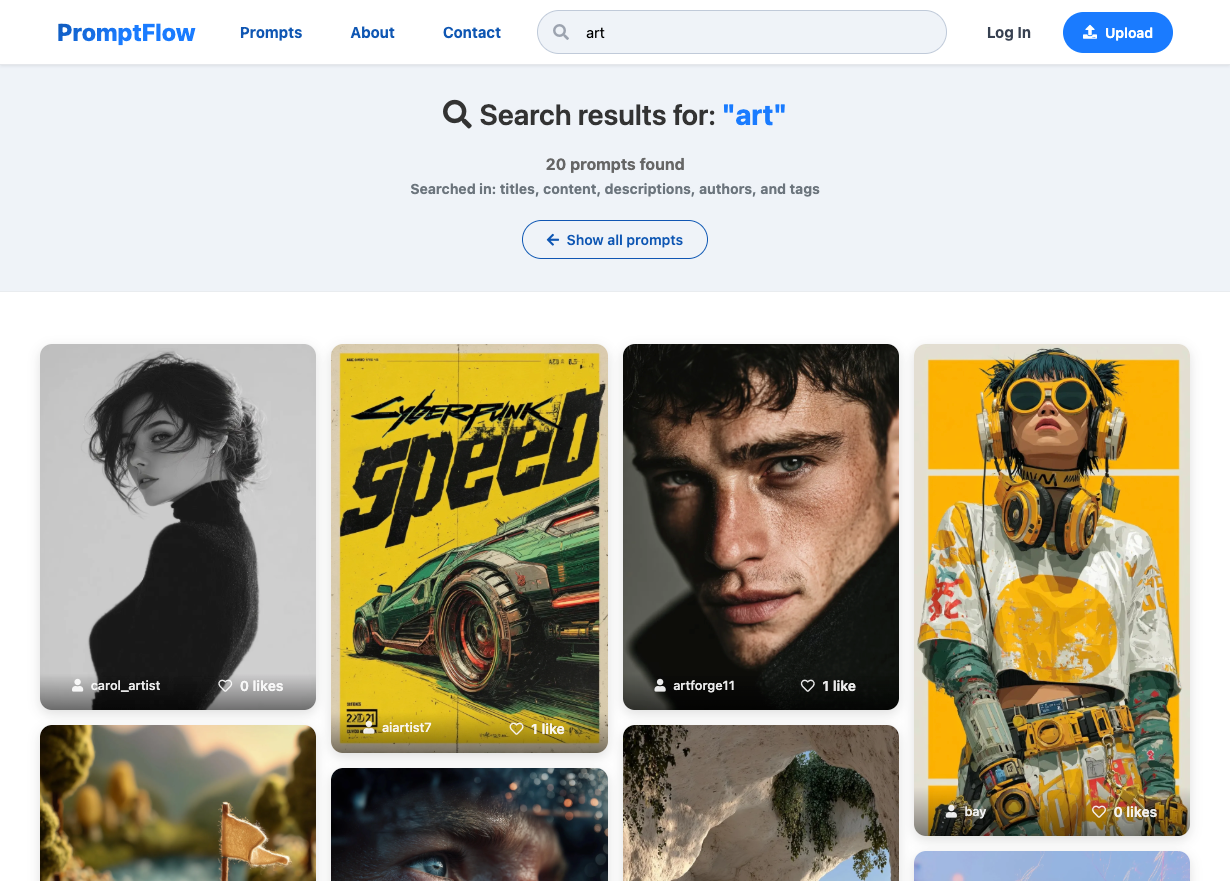 PromptFlow
Prompts
About
Contact
art
Log In
Upload
Search results for: "art"
20 prompts found
Searched in: titles, content, descriptions, authors, and tags
Show all prompts
carol_artist
0 likes
CYBERPUNK
speed
aiartist7
1 like
artforge11
1 like
bay
0 likes